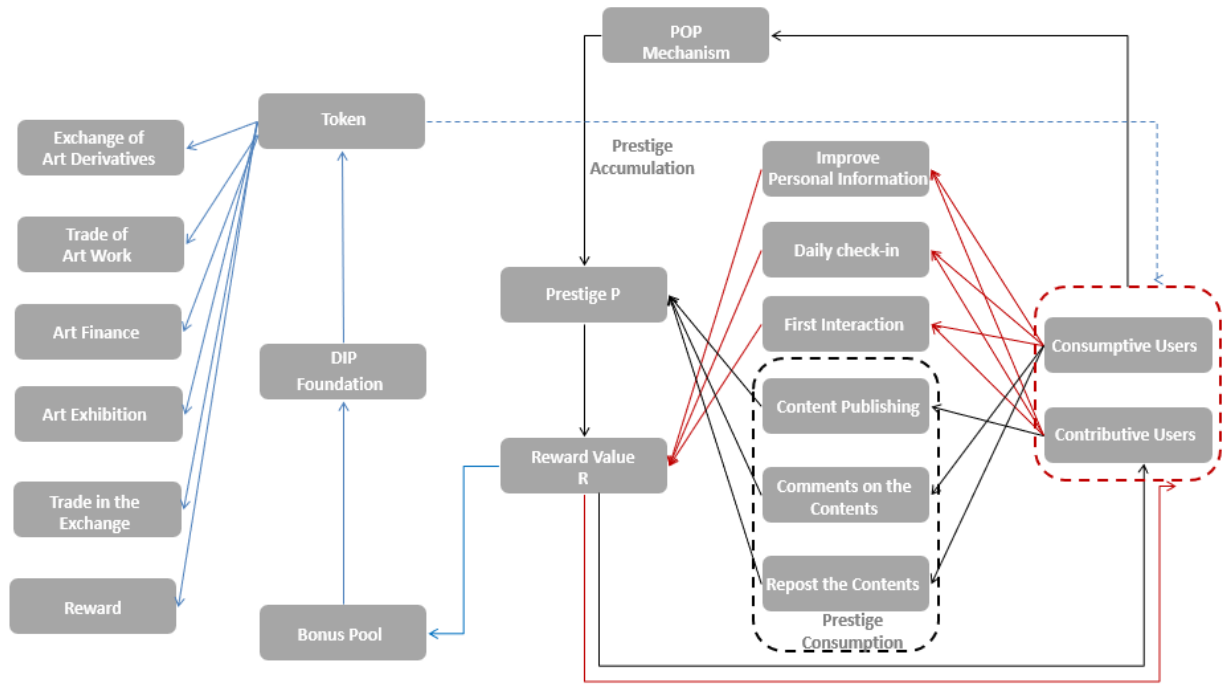 POP
Mechanism
Token
Exchange of
Art Derivatives
Prestige
Accumulation
Improve
Personal Information
Trade of
Art Work
Daily check-in
Prestige P
Art Finance
First Interaction
Consumptive Users
DIP
Foundation
Art Exhibition
Content Publishing
Contributive Users
Reward Value
R
Trade in the
Exchange
Comments on the
Contents
Reward
Repost the Contents
Bonus Pool
Prestige
Consumption